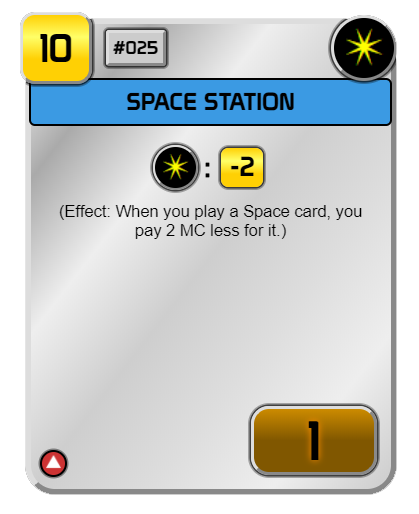 10 #025
SPACE STATION
: -2
(Effect: When you play a Space card, you
pay 2 MC less for it.)
1